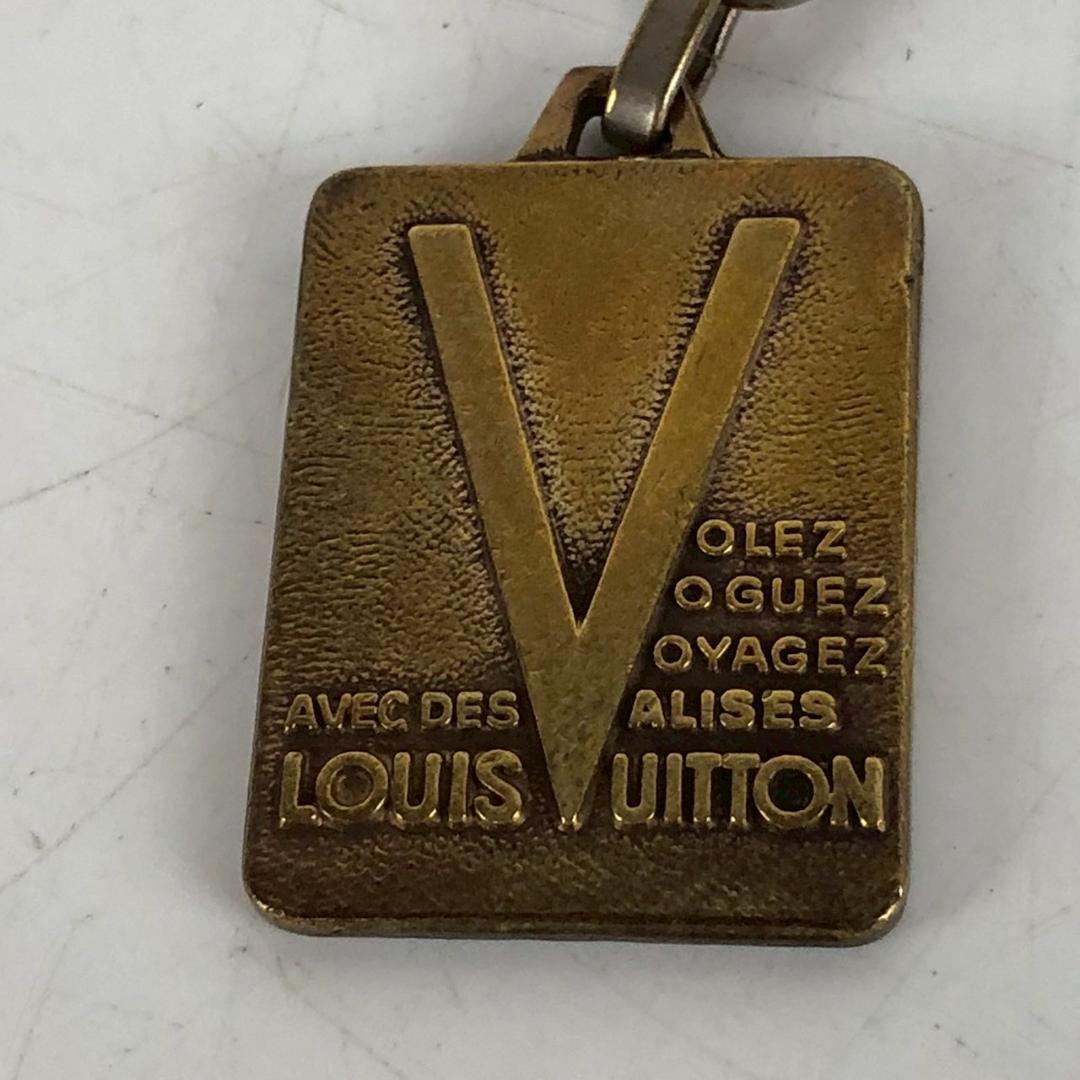 VOLEZ
VOGUEZ
VOYAGEZ
AVEC DES VALISES
LOUIS VUITTON